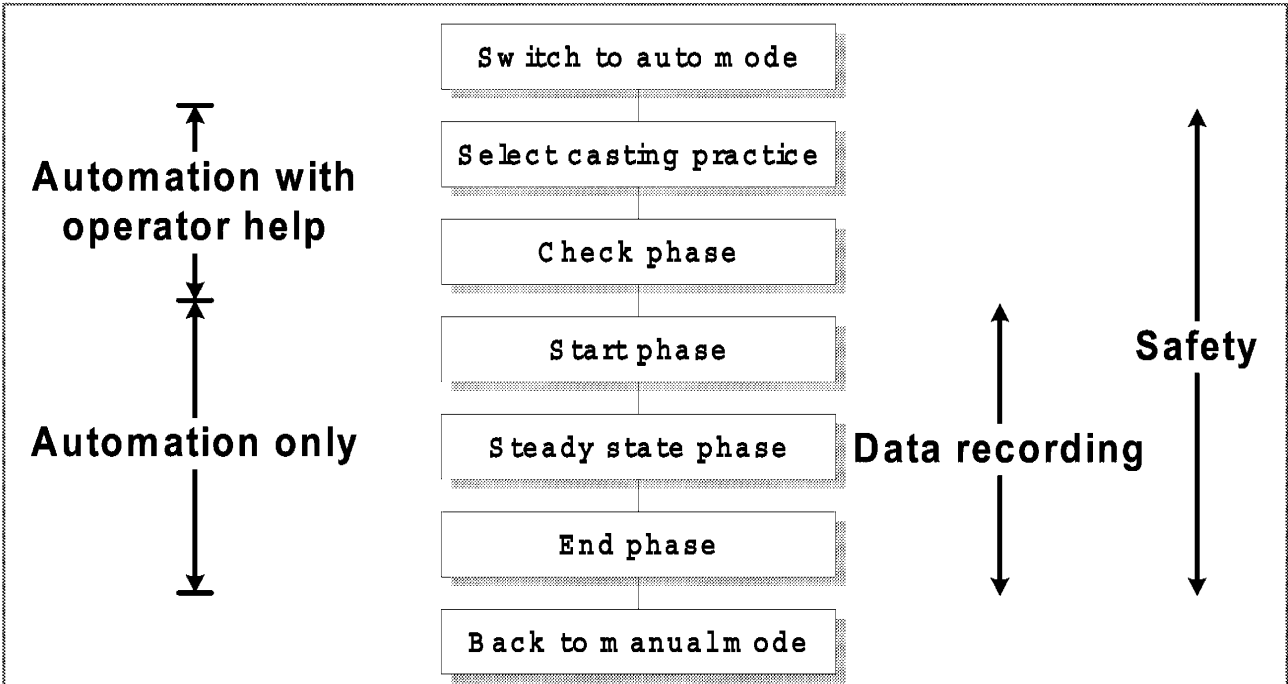 Switch to auto mode
Select casting practice
Automation with
operator help
Check phase
Start phase
Safety
Automation only
Steady state phase
Data recording
End phase
Back to manual mode